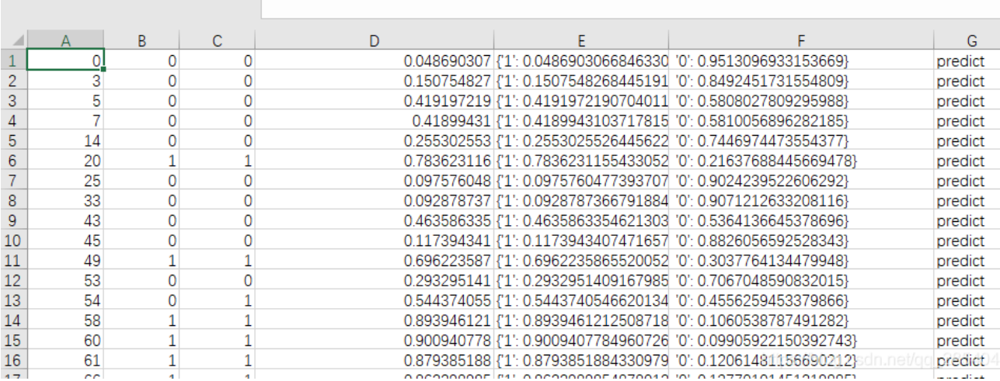 A B C D E F G
1 0 0 0 0.048690307 {'1': 0.0486903066846330 '0': 0.9513096933153669} predict
2 3 0 0 0.150754827 {'1': 0.1507548268445191 '0': 0.8492451731554809} predict
3 5 0 0 0.419197219 {'1': 0.4191972190704011 '0': 0.5808027809295988} predict
4 7 0 0 0.41899431 {'1': 0.4189943103717815 '0': 0.5810056896282185} predict
5 14 0 0 0.255302553 {'1': 0.2553025526445622 '0': 0.7446974473554377} predict
6 20 1 1 0.783623116 {'1': 0.7836231155433052 '0': 0.21637688445669478} predict
7 25 0 0 0.097576048 {'1': 0.0975760477393707 '0': 0.9024239522606292} predict
8 33 0 0 0.092878737 {'1': 0.0928787366791884 '0': 0.9071212633208116} predict
9 43 0 0 0.463586335 {'1': 0.4635863354621303 '0': 0.5364136645378696} predict
10 45 0 0 0.117394341 {'1': 0.1173943407471657 '0': 0.8826056592528343} predict
11 49 1 1 0.696223587 {'1': 0.6962235865520052 '0': 0.3037764134479948} predict
12 53 0 0 0.293295141 {'1': 0.2932951409167985 '0': 0.7067048590832015} predict
13 54 0 1 0.544374055 {'1': 0.5443740546620134 '0': 0.4556259453379866} predict
14 58 1 1 0.893946121 {'1': 0.8939461212508718 '0': 0.1060538787491282} predict
15 60 1 1 0.900940778 {'1': 0.9009407784960726 '0': 0.09905922150392743} predict
16 61 1 1 0.879385188 {'1': 0.8793851884330979 '0': 0.1206148115669021​2} predict